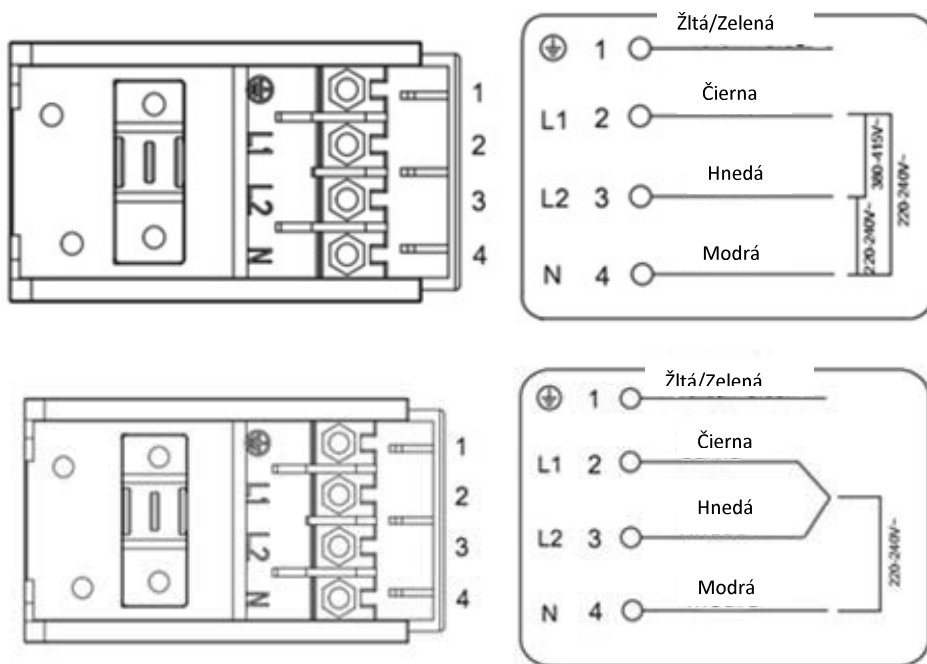 1
2
3
4
L1
L2
N
Žltá/Zelená
1
Čierna
L1 2
Hnedá
L2 3
Modrá
N 4
380-415V~
220-240V~
220-240V~
1
2
3
4
L1
L2
N
Žltá/Zelená
1
Čierna
L1 2
Hnedá
L2 3
Modrá
N 4
220-240V~